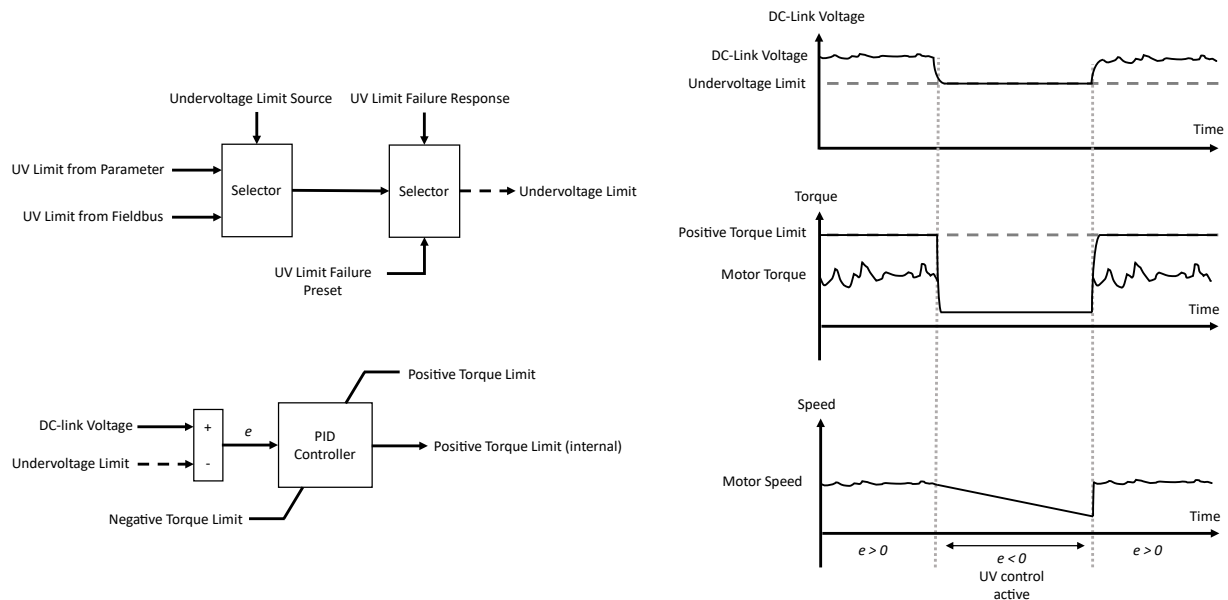 Undervoltage Limit Source
UV Limit Failure Response
UV Limit from Parameter
Selector
Selector
Undervoltage Limit
UV Limit from Fieldbus
UV Limit Failure
Preset
Positive Torque Limit
DC-link Voltage
+
e
PID
Controller
Positive Torque Limit (internal)
Undervoltage Limit
-
Negative Torque Limit
DC-Link Voltage
DC-Link Voltage
Undervoltage Limit
Time
Torque
Positive Torque Limit
Motor Torque
Time
Speed
Motor Speed
Time
e > 0
e < 0
e > 0
UV control
active